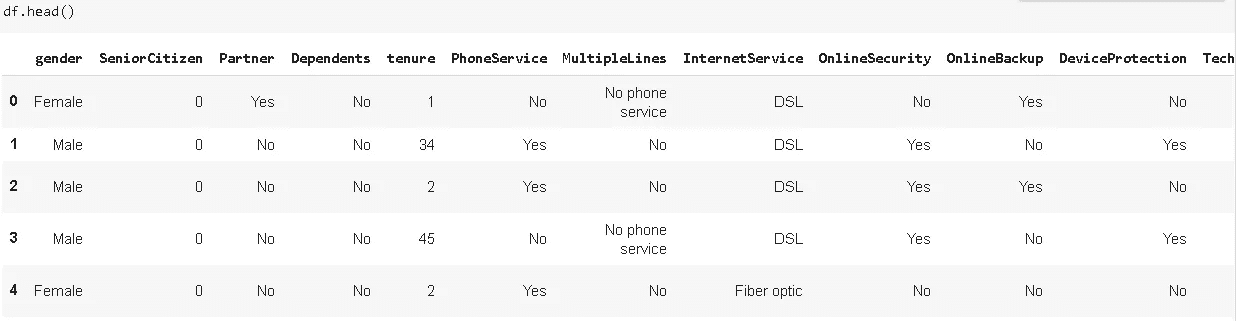 df.head()
gender SeniorCitizen Partner Dependents tenure PhoneService MultipleLines InternetService OnlineSecurity OnlineBackup DeviceProtection Tech
0 Female 0 Yes No 1 No No phone service DSL No Yes No
1 Male 0 No No 34 Yes No DSL Yes No Yes
2 Male 0 No No 2 Yes No DSL Yes Yes No
3 Male 0 No No 45 No No phone service DSL Yes No Yes
4 Female 0 No No 2 Yes No Fiber optic No No No